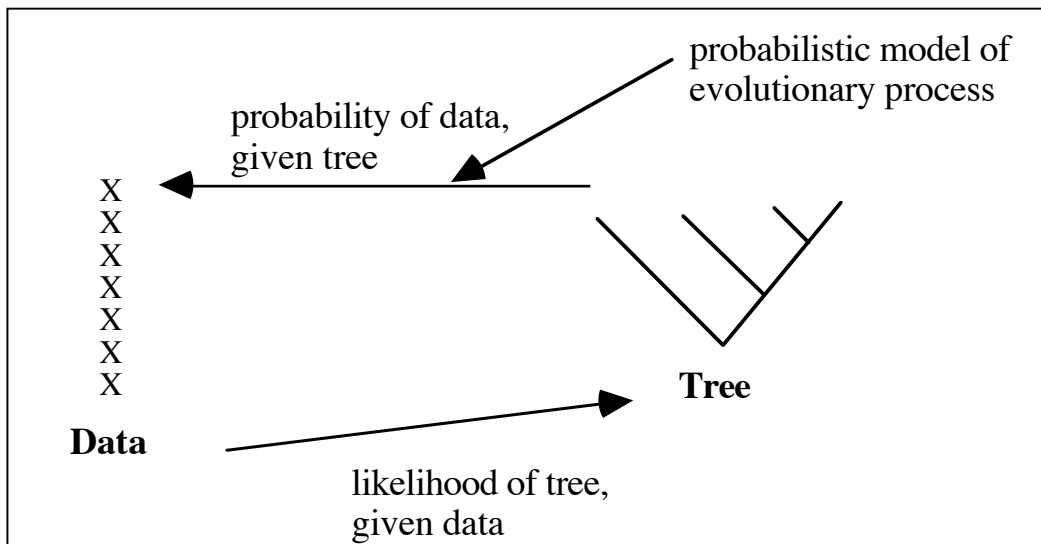 probabilistic model of
evolutionary process
probability of data,
given tree
X
X
X
X
X
X
X
Tree
Data
likelihood of tree,
given data